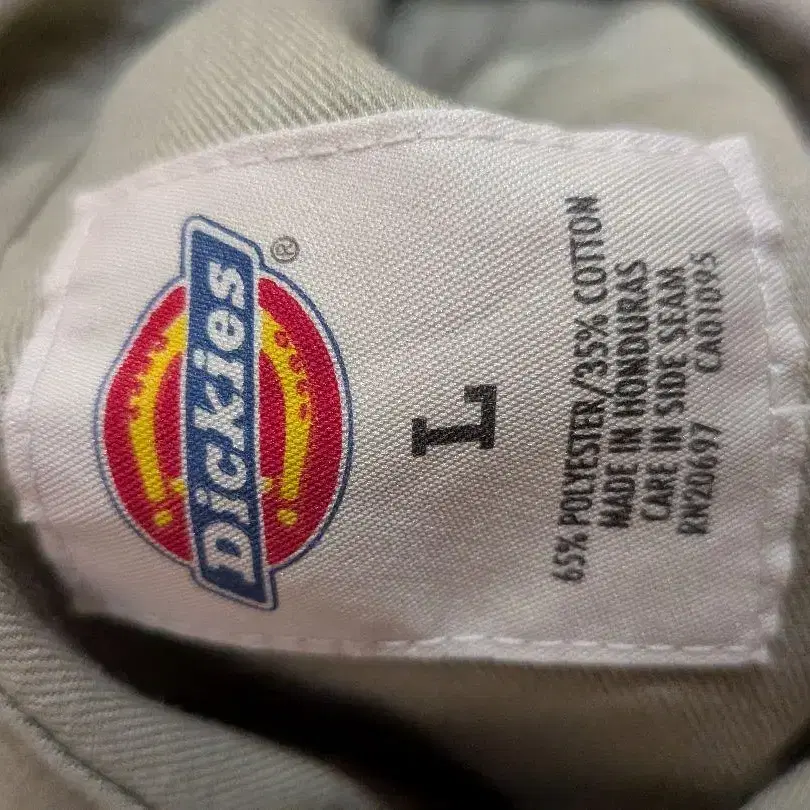 Dickies®
L
65% POLYESTER/35% COTTON
MADE IN HONDURAS
CARE IN SIDE SEAM
RN20697 CA01095